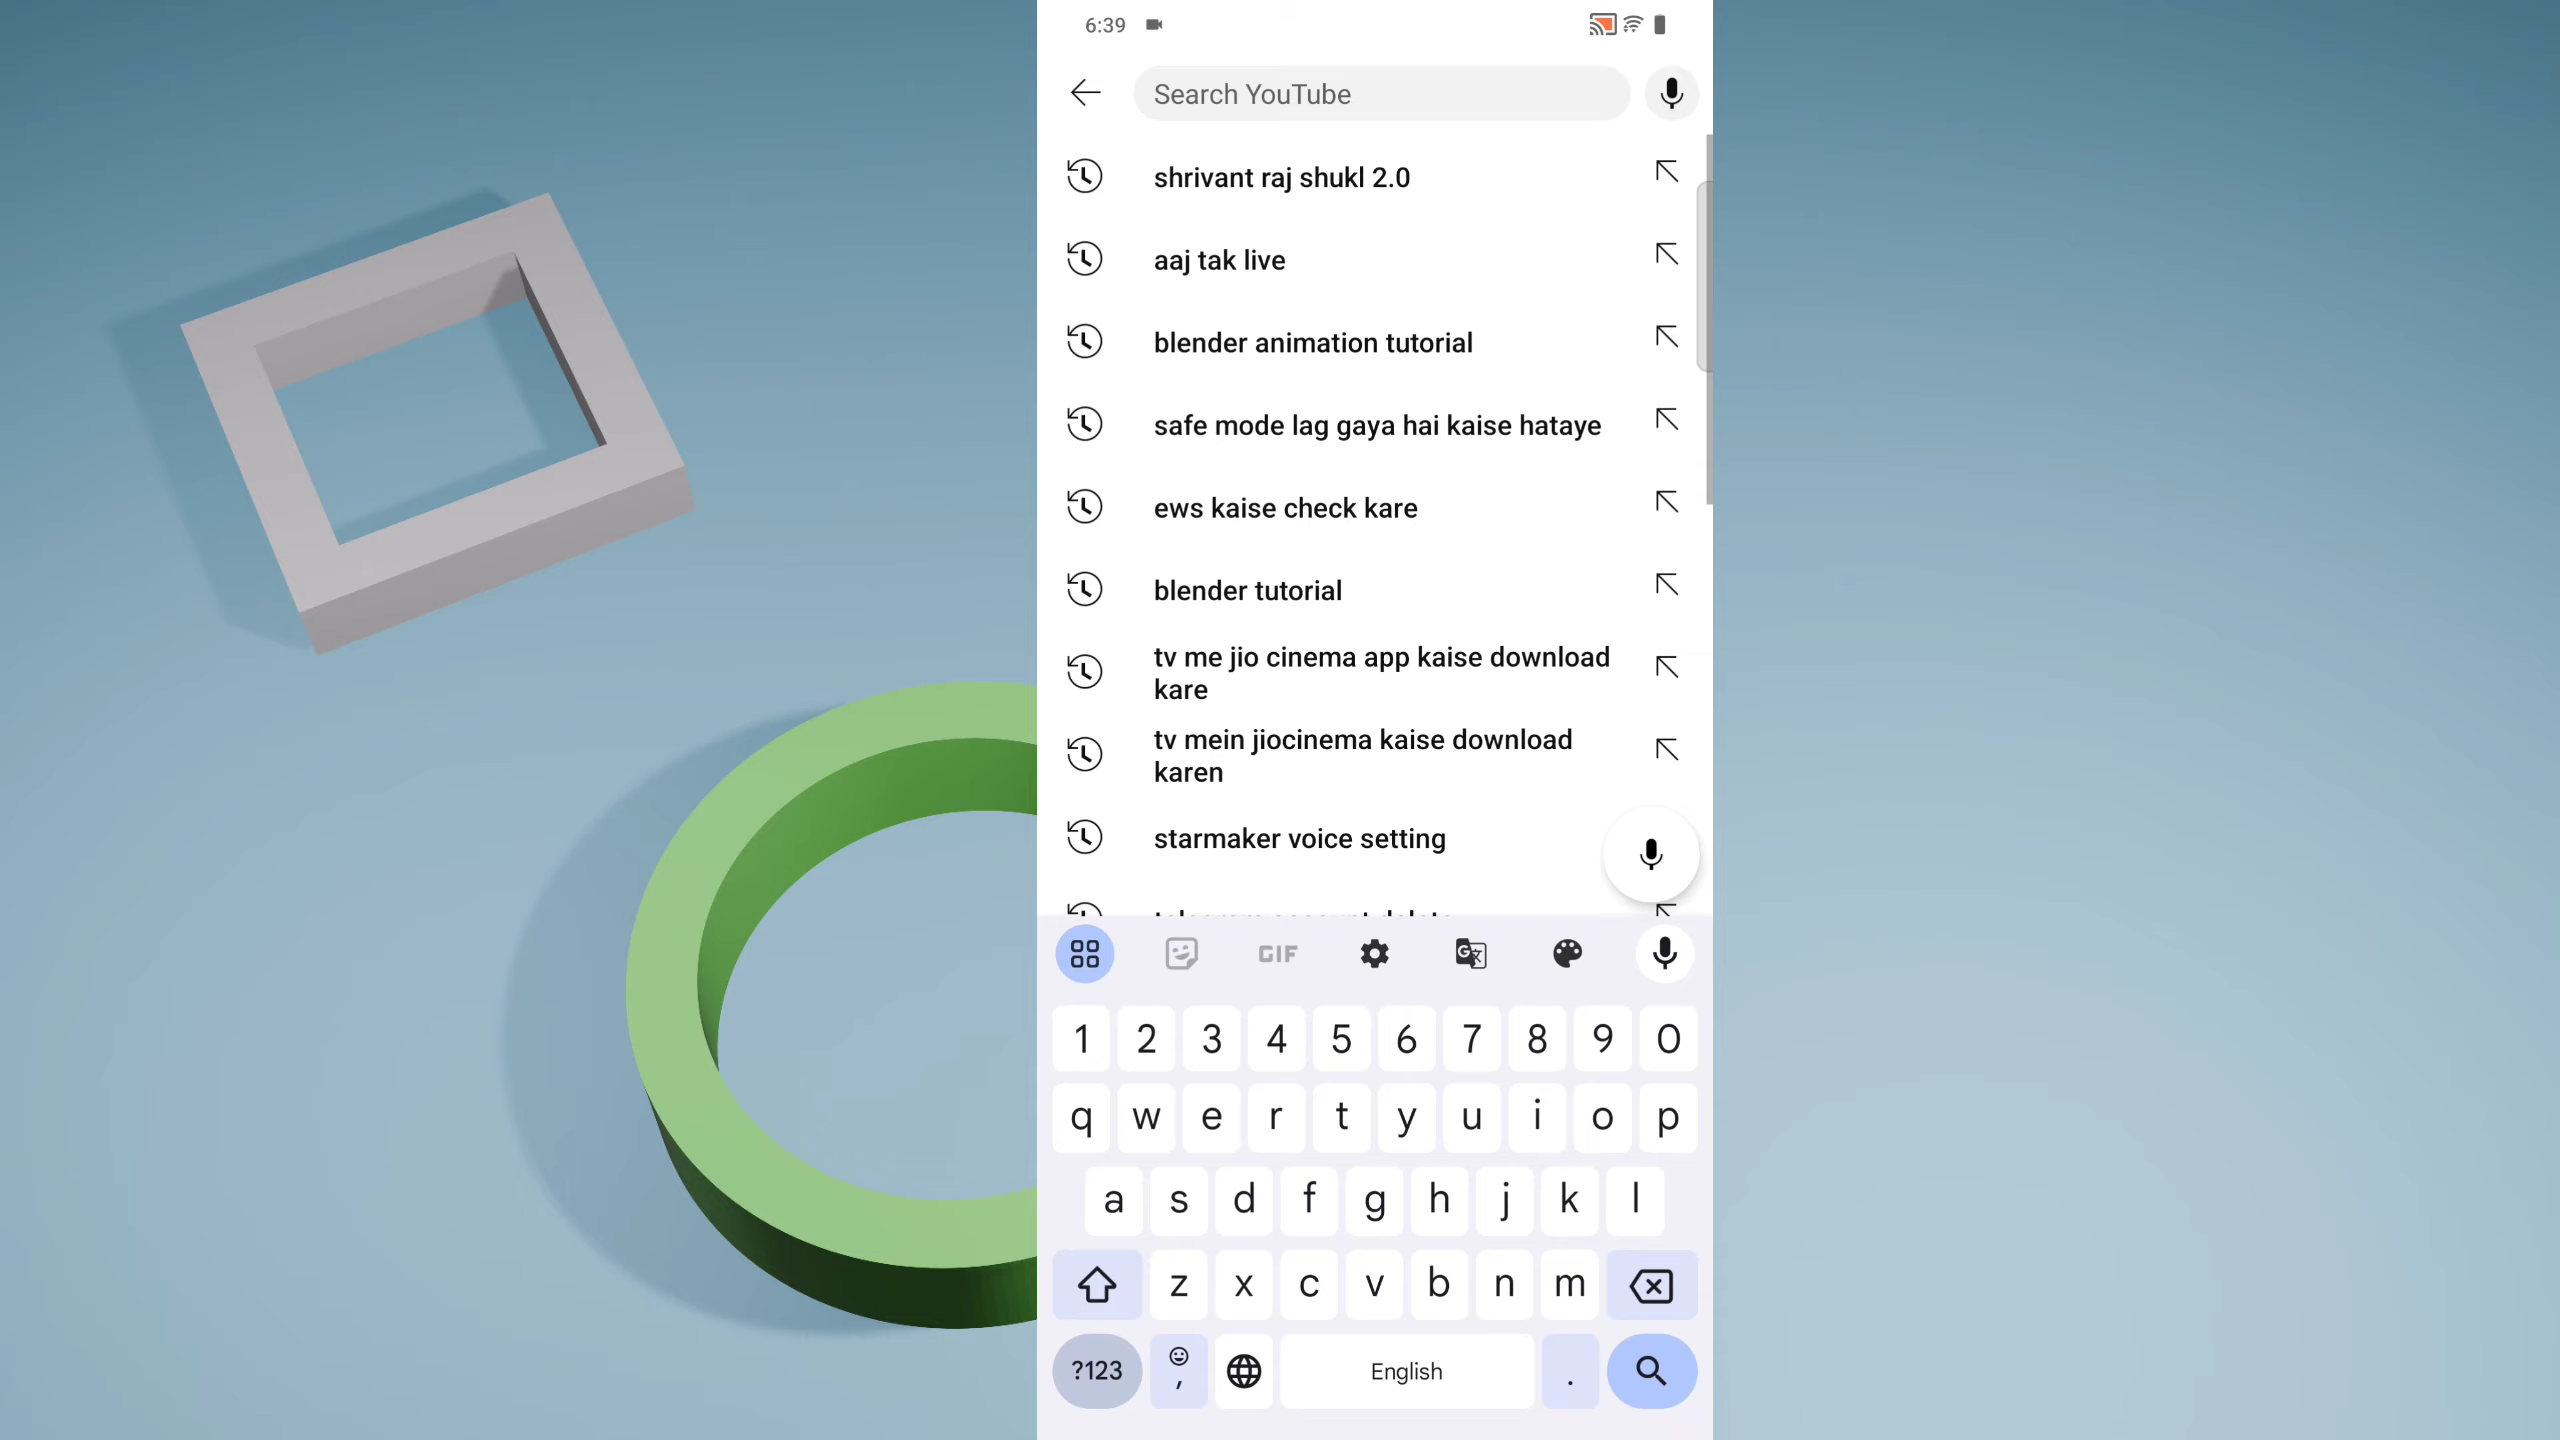 6:39
Search YouTube
shrivant raj shukl 2.0
aaj tak live
blender animation tutorial
safe mode lag gaya hai kaise hataye
ews kaise check kare
blender tutorial
tv me jio cinema app kaise download
kare
tv mein jiocinema kaise download
karen
starmaker voice setting
GIF
1 2 3 4 5 6 7 8 9 0
q w e r t y u i o p
a s d f g h j k l
z x c v b n m
?123 , English .